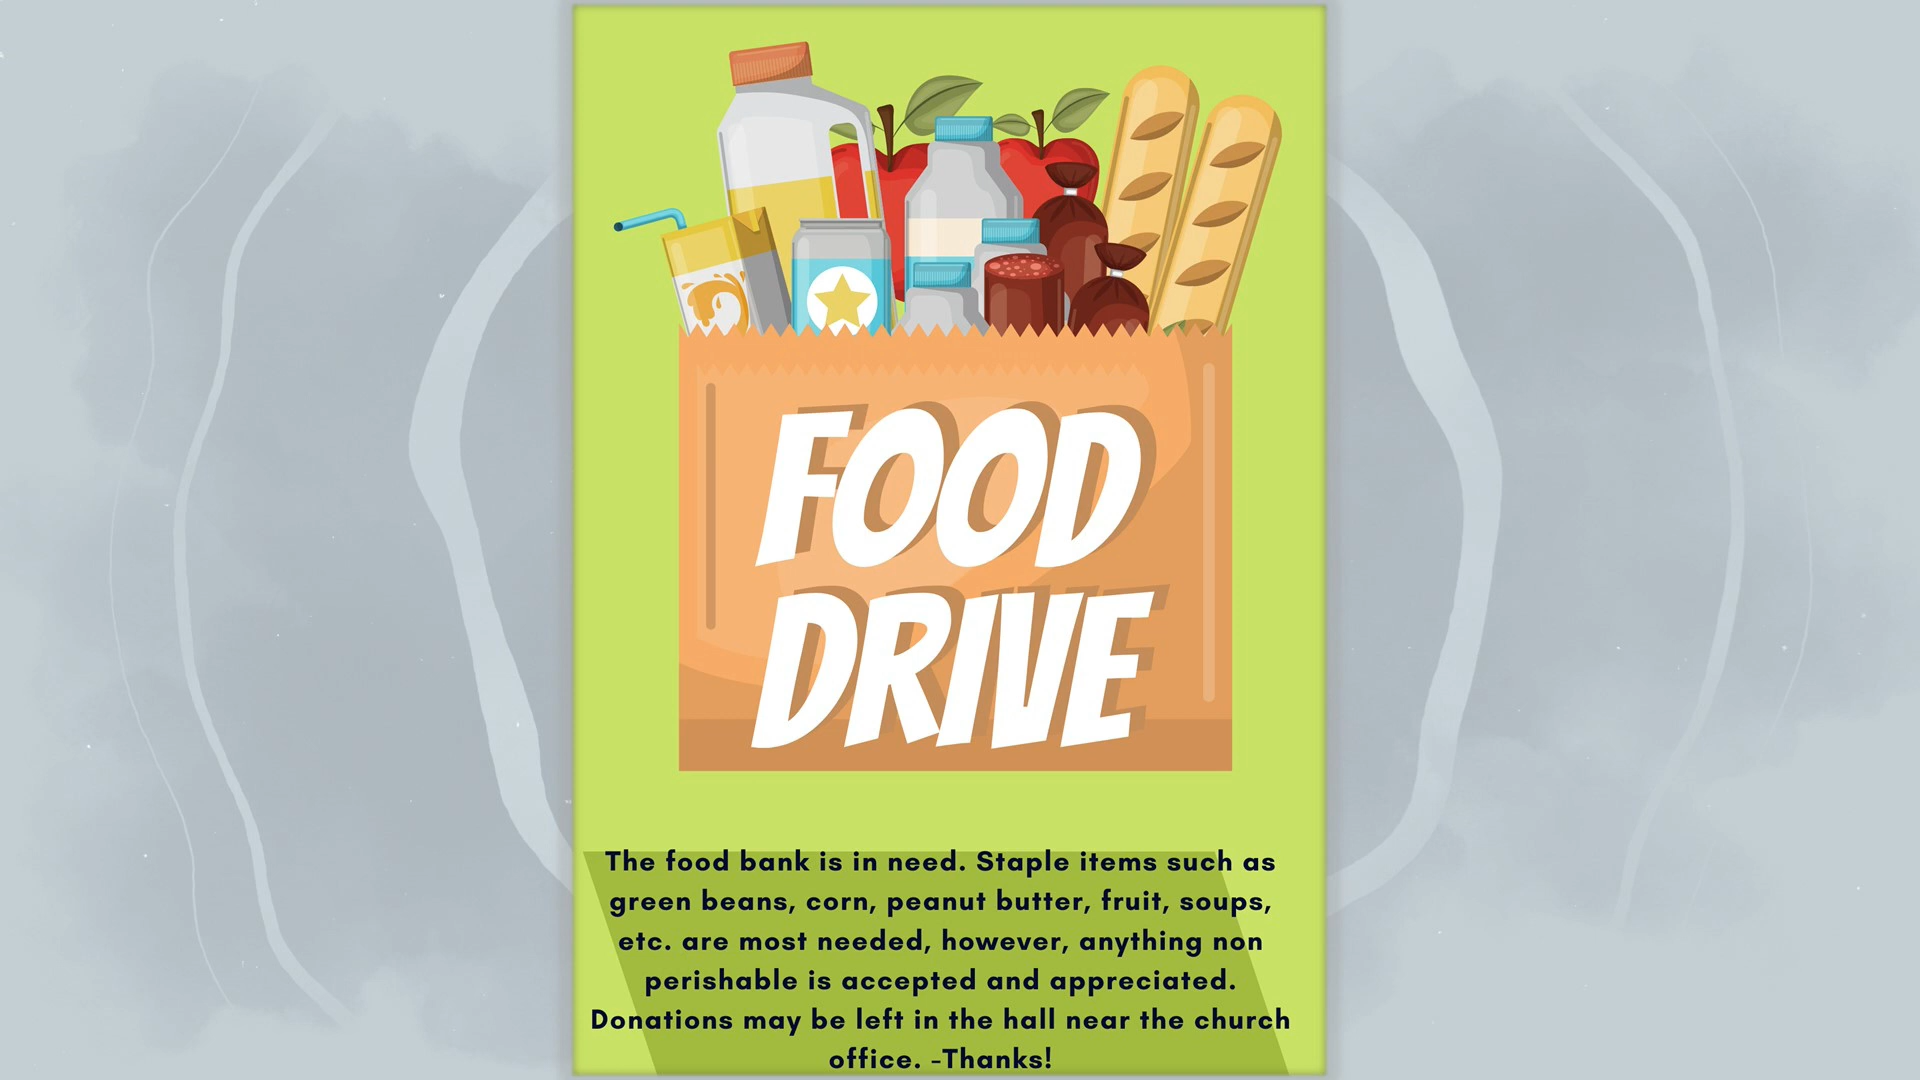 FOOD
DRIVE
The food bank is in need. Staple items such as
green beans, corn, peanut butter, fruit, soups,
etc. are most needed, however, anything non
perishable is accepted and appreciated.
Donations may be left in the hall near the church
office. -Thanks!